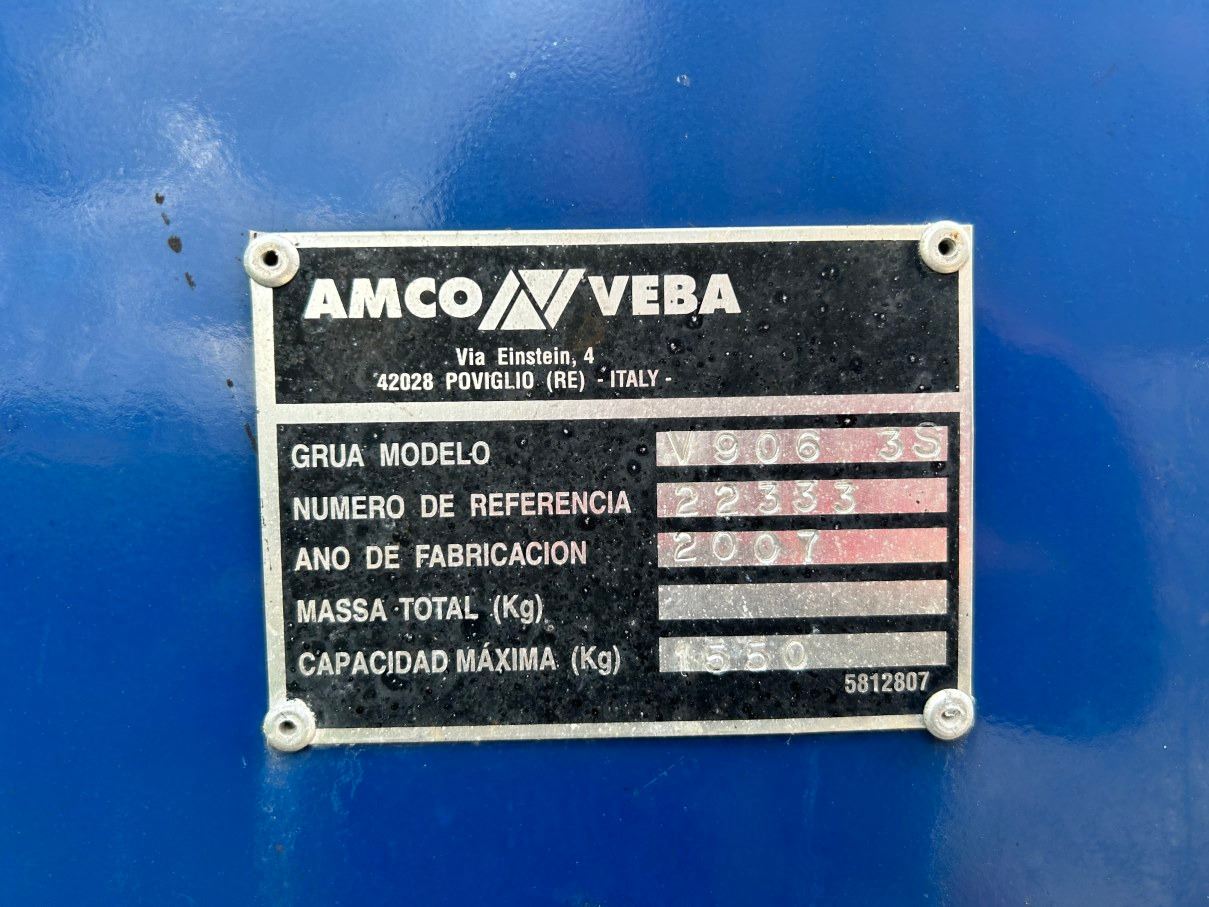 AMCO VEBA
Via Einstein, 4
42028 POVIGLIO (RE) - ITALY -
GRUA MODELO V906 3S
NUMERO DE REFERENCIA 22333
ANO DE FABRICACION 2007
MASSA TOTAL (Kg)
CAPACIDAD MÁXIMA (Kg) 1550
5812807